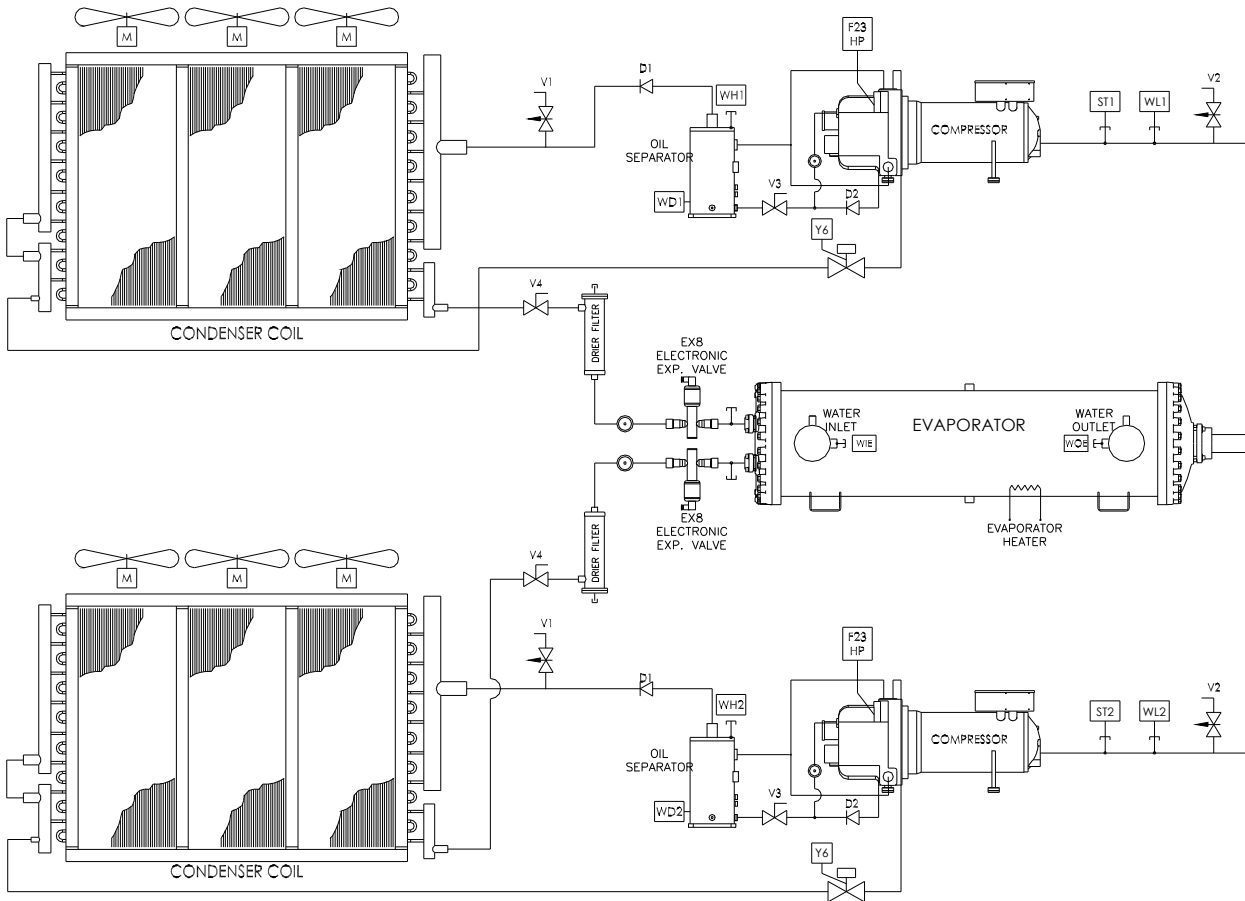 M
M
M
CONDENSER COIL
V1
D1
WH1
OIL
SEPARATOR
WD1
V3
D2
F23
HP
COMPRESSOR
ST1
WL1
V2
Y6
V4
DRIER FILTER
EX8
ELECTRONIC
EXP. VALVE
WATER
INLET
WIE
EVAPORATOR
WATER
OUTLET
WOE
EVAPORATOR
HEATER
EX8
ELECTRONIC
EXP. VALVE
DRIER FILTER
V4
M
M
M
CONDENSER COIL
V1
D1
WH2
OIL
SEPARATOR
WD2
V3
D2
F23
HP
COMPRESSOR
ST2
WL2
V2
Y6